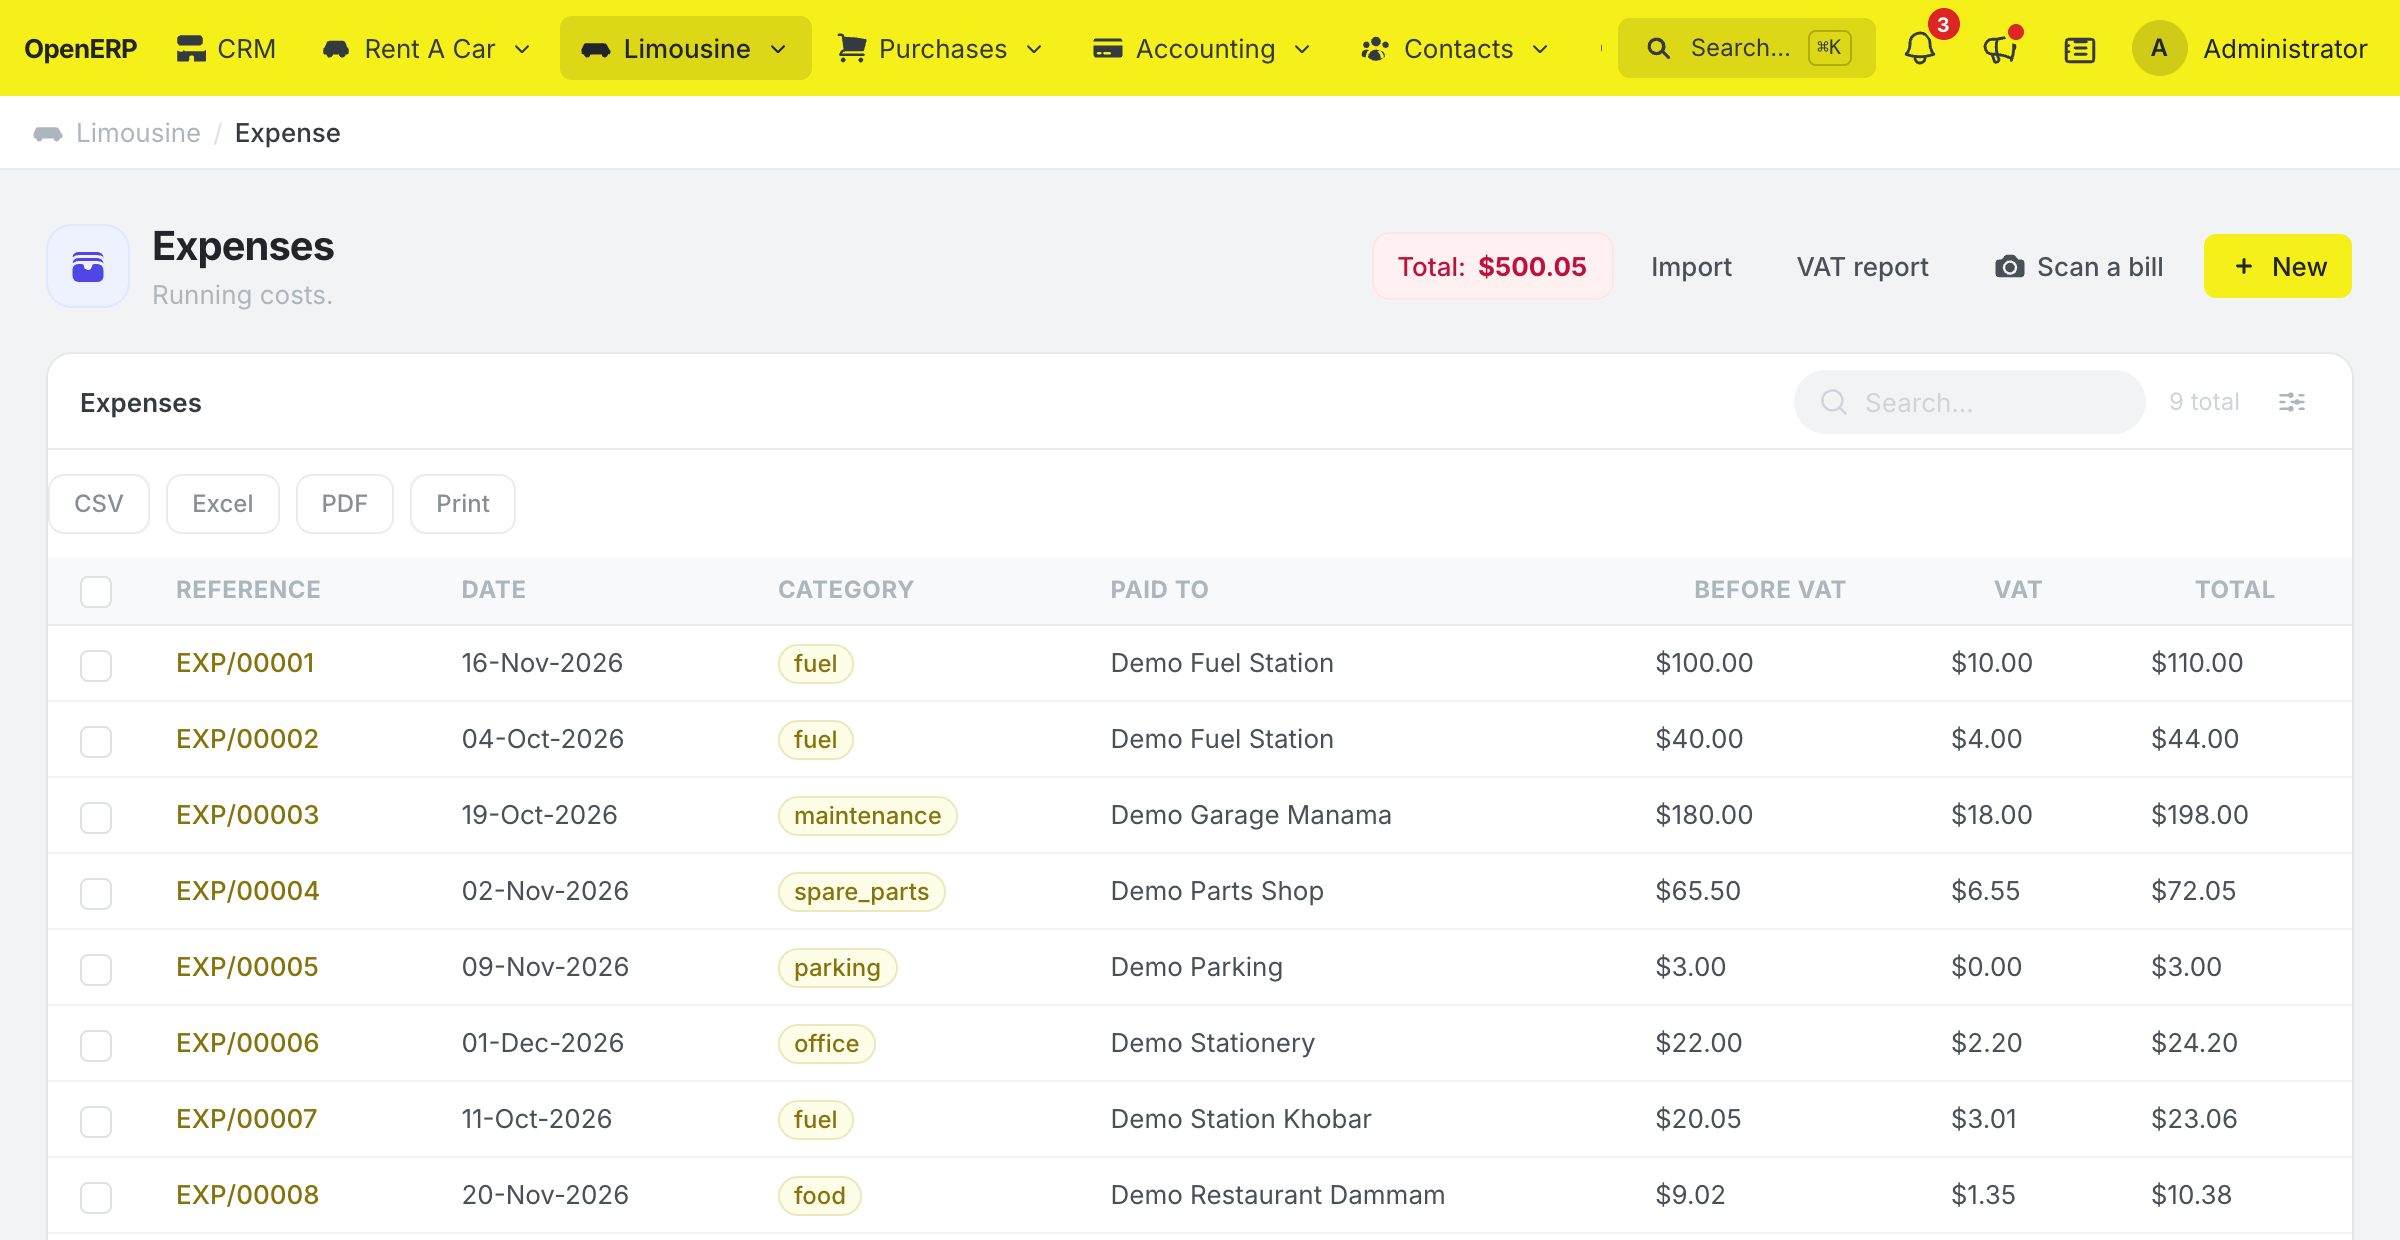 OpenERP CRM Rent A Car Limousine Purchases Accounting Contacts Search... ⌘K 3 A Administrator
Limousine / Expense
Expenses
Running costs.
Total: $500.05 Import VAT report Scan a bill + New
Expenses Search... 9 total
CSV Excel PDF Print
REFERENCE DATE CATEGORY PAID TO BEFORE VAT VAT TOTAL
EXP/00001 16-Nov-2026 fuel Demo Fuel Station $100.00 $10.00 $110.00
EXP/00002 04-Oct-2026 fuel Demo Fuel Station $40.00 $4.00 $44.00
EXP/00003 19-Oct-2026 maintenance Demo Garage Manama $180.00 $18.00 $198.00
EXP/00004 02-Nov-2026 spare_parts Demo Parts Shop $65.50 $6.55 $72.05
EXP/00005 09-Nov-2026 parking Demo Parking $3.00 $0.00 $3.00
EXP/00006 01-Dec-2026 office Demo Stationery $22.00 $2.20 $24.20
EXP/00007 11-Oct-2026 fuel Demo Station Khobar $20.05 $3.01 $23.06
EXP/00008 20-Nov-2026 food Demo Restaurant Dammam $9.02 $1.35 $10.38